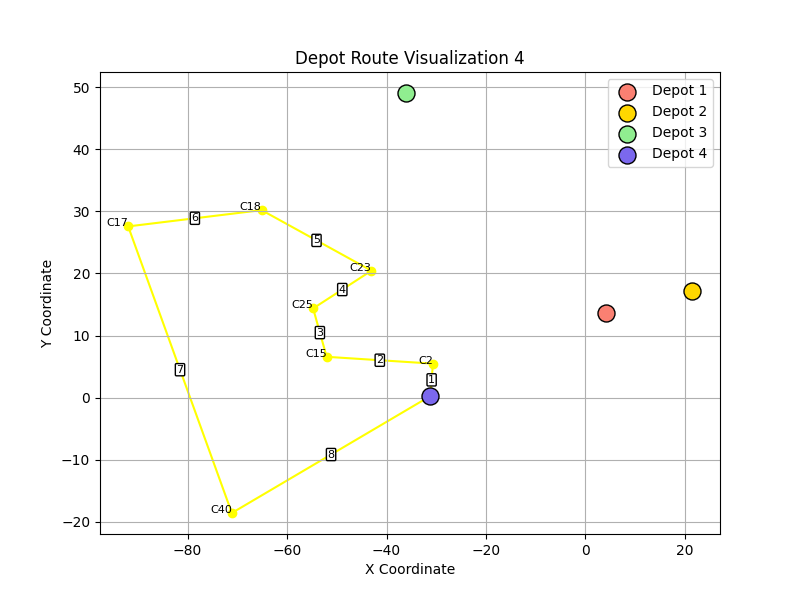 Depot Route Visualization 4
Depot 1
Depot 2
Depot 3
Depot 4
50
40
30
20
10
0
−10
−20
Y Coordinate
C17
6
C18
5
C23
4
C25
3
C15
2
C2
1
7
8
C40
−80
−60
−40
−20
0
20
X Coordinate